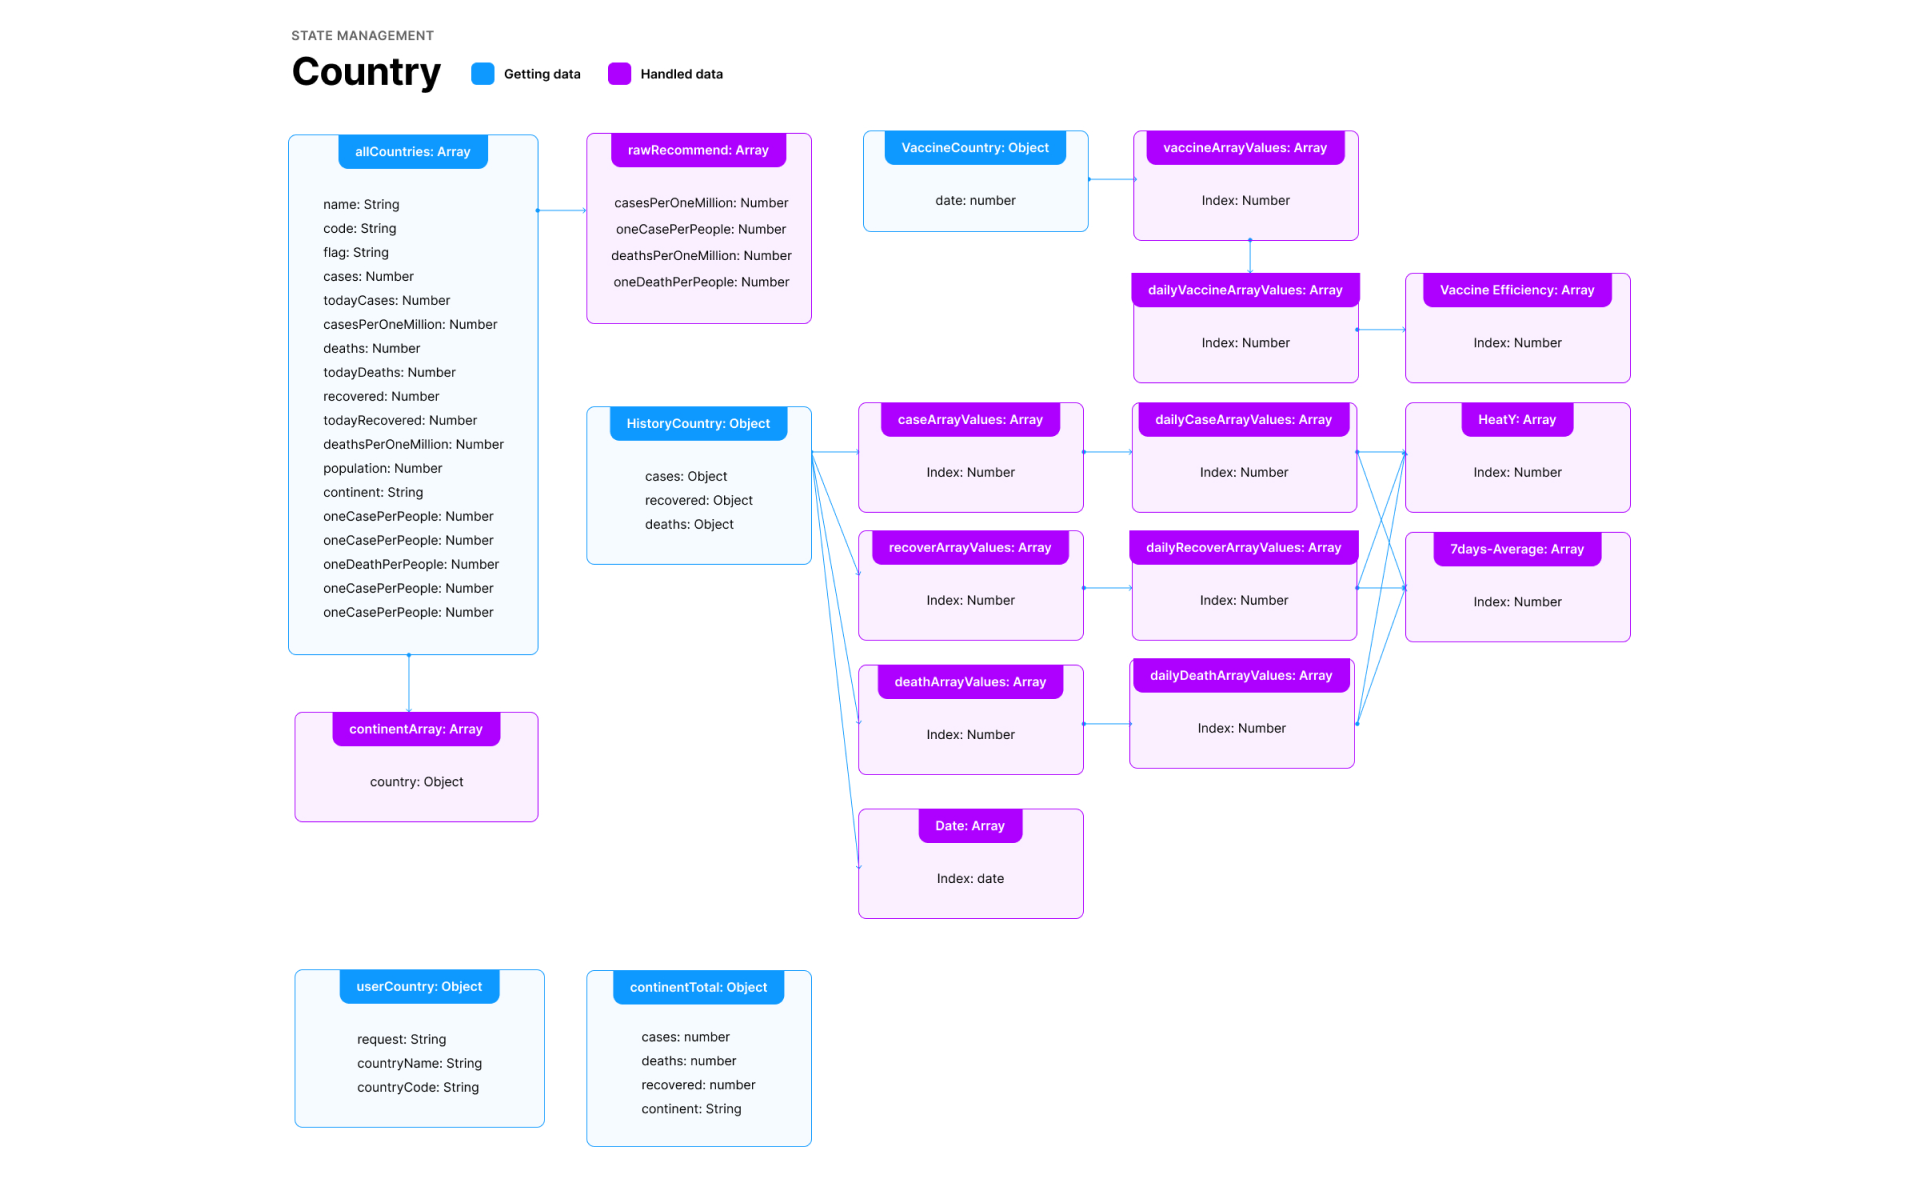 STATE MANAGEMENT
Country
Getting data
Handled data
allCountries: Array
name: String
code: String
flag: String
cases: Number
todayCases: Number
casesPerOneMillion: Number
deaths: Number
todayDeaths: Number
recovered: Number
todayRecovered: Number
deathsPerOneMillion: Number
population: Number
continent: String
oneCasePerPeople: Number
oneCasePerPeople: Number
oneDeathPerPeople: Number
oneCasePerPeople: Number
oneCasePerPeople: Number
rawRecommend: Array
casesPerOneMillion: Number
oneCasePerPeople: Number
deathsPerOneMillion: Number
oneDeathPerPeople: Number
VaccineCountry: Object
date: number
vaccineArrayValues: Array
Index: Number
dailyVaccineArrayValues: Array
Index: Number
Vaccine Efficiency: Array
Index: Number
HistoryCountry: Object
cases: Object
recovered: Object
deaths: Object
caseArrayValues: Array
Index: Number
dailyCaseArrayValues: Array
Index: Number
HeatY: Array
Index: Number
recoverArrayValues: Array
Index: Number
dailyRecoverArrayValues: Array
Index: Number
7days-Average: Array
Index: Number
deathArrayValues: Array
Index: Number
dailyDeathArrayValues: Array
Index: Number
continentArray: Array
country: Object
Date: Array
Index: date
userCountry: Object
request: String
countryName: String
countryCode: String
continentTotal: Object
cases: number
deaths: number
recovered: number
continent: String